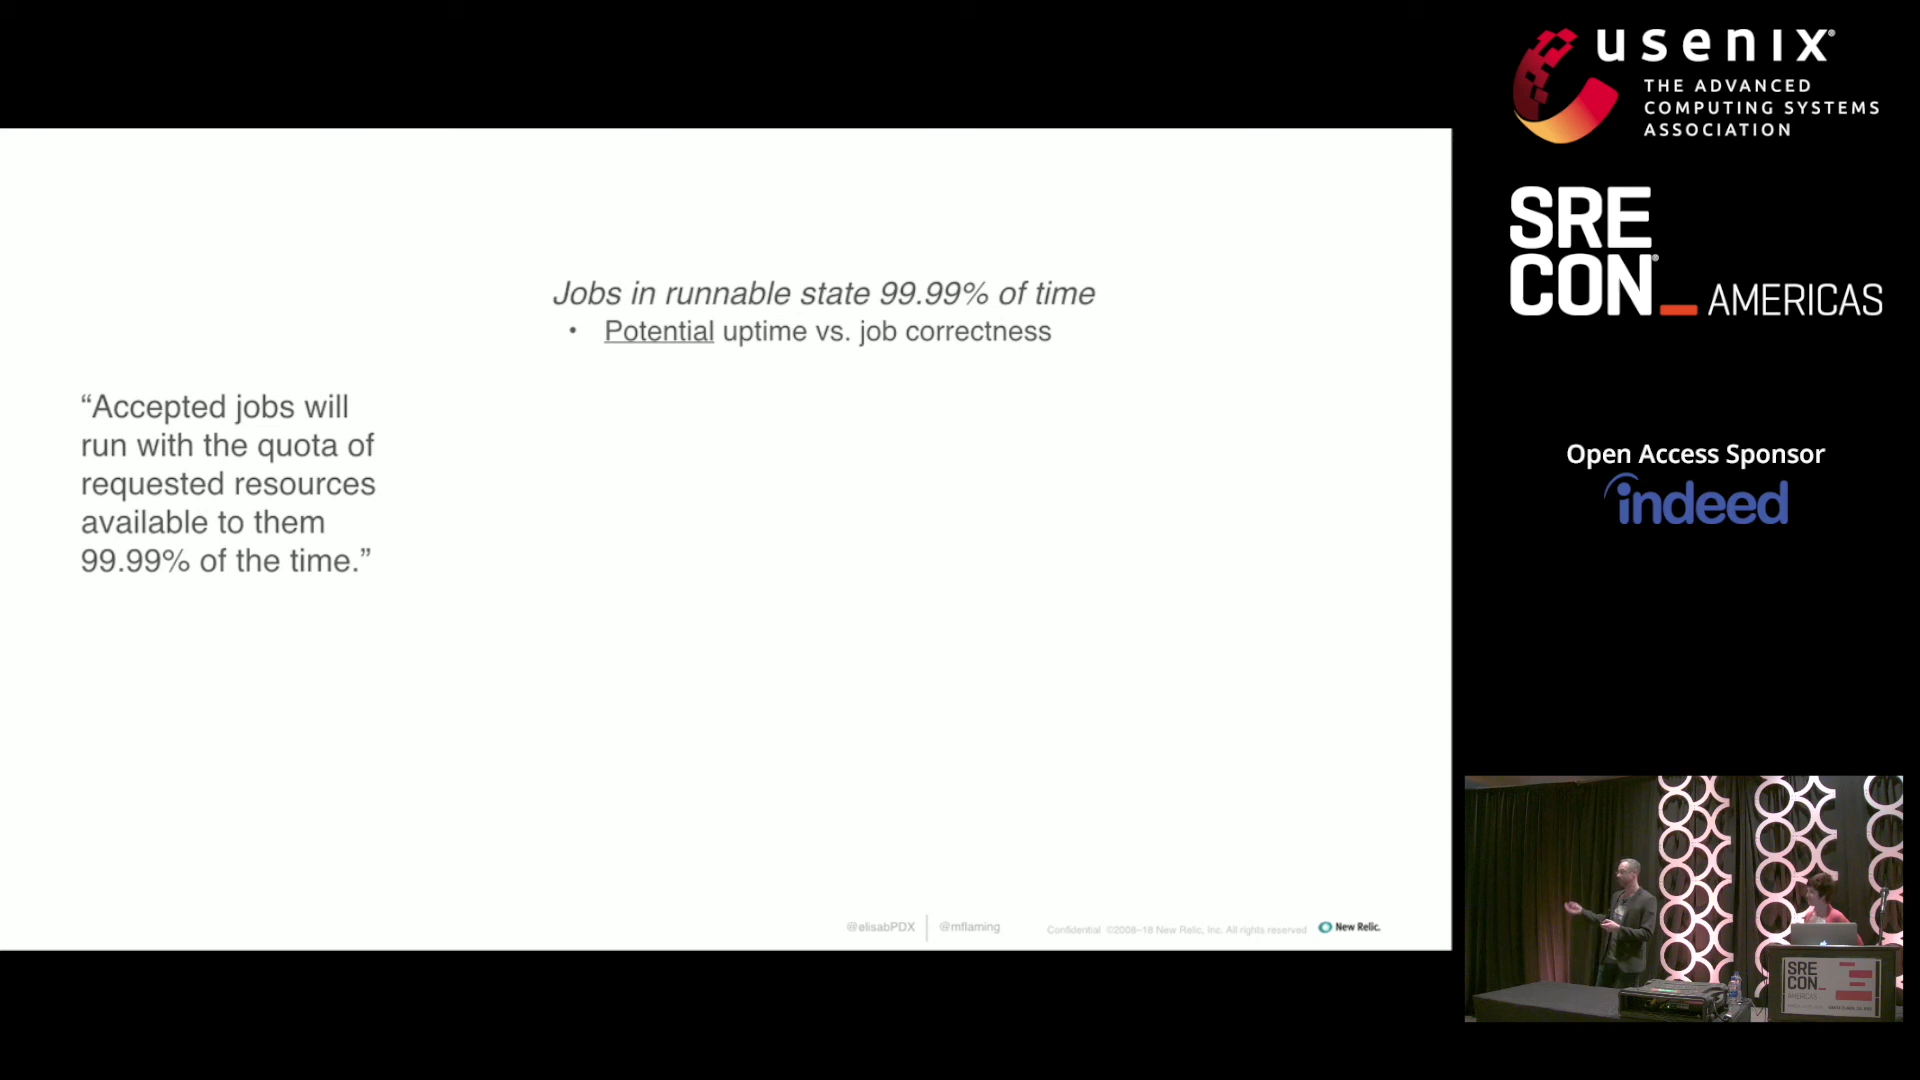 usenix®
THE ADVANCED
COMPUTING SYSTEMS
ASSOCIATION
SRE
CON®
_AMERICAS
Jobs in runnable state 99.99% of time
• Potential uptime vs. job correctness
“Accepted jobs will
run with the quota of
requested resources
available to them
99.99% of the time.”
Open Access Sponsor
indeed
@elisabPDX
@mflaming
Confidential ©2008–18 New Relic, Inc. All rights reserved
New Relic.
SRE
CON_
AMERICAS